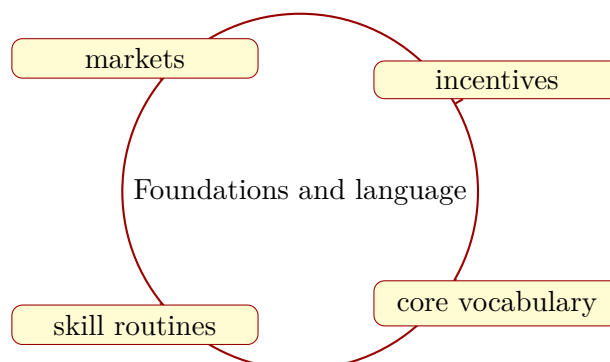 markets
incentives
Foundations and language
core vocabulary
skill routines